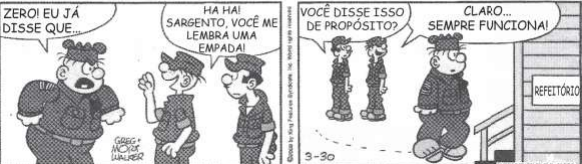 ZERO! EU JÁ
DISSE QUE...
HA HA!
SARGENTO, VOCÊ ME
LEMBRA UMA
EMPADA!
GREG +
MORT
WALKER
©2009 by King Features Syndicate, Inc. World rights reserved.
VOCÊ DISSE ISSO
DE PROPÓSITO?
CLARO...
SEMPRE FUNCIONA!
REFEITÓRIO
3-30